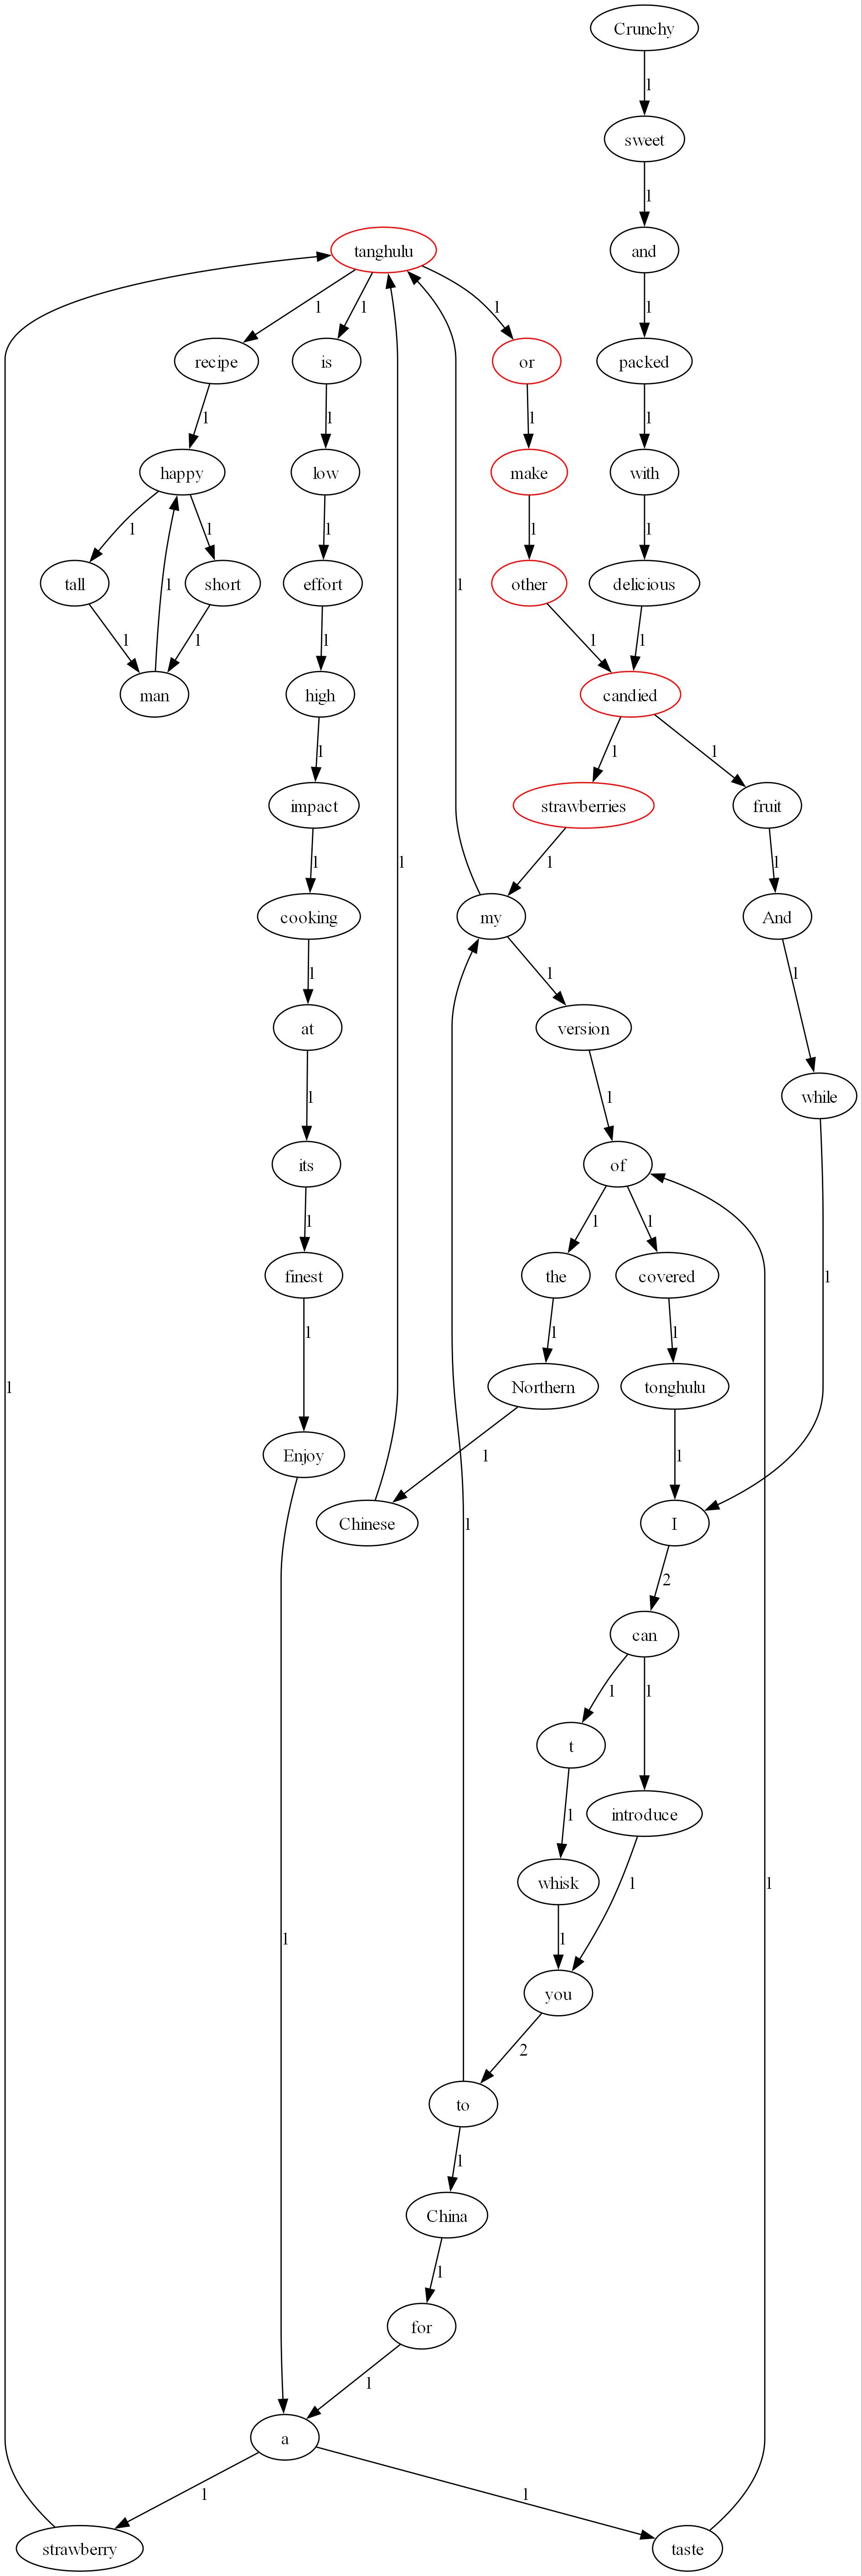 Crunchy
1
sweet
1
and
tanghulu
1
1
1
1
recipe
is
or
packed
1
1
1
1
happy
low
make
with
1
1
1
1
1
tall
short
effort
1
other
delicious
1
1
1
1
1
1
man
high
candied
1
1
1
impact
strawberries
fruit
1
1
1
1
cooking
my
And
1
1
1
at
version
while
1
1
its
of
1
1
1
finest
the
covered
1
1
1
1
1
Northern
tonghulu
Enjoy
1
1
Chinese
1
I
2
can
1
1
t
introduce
1
whisk
1
1
1
1
you
2
to
1
China
1
for
1
a
1
1
strawberry
taste